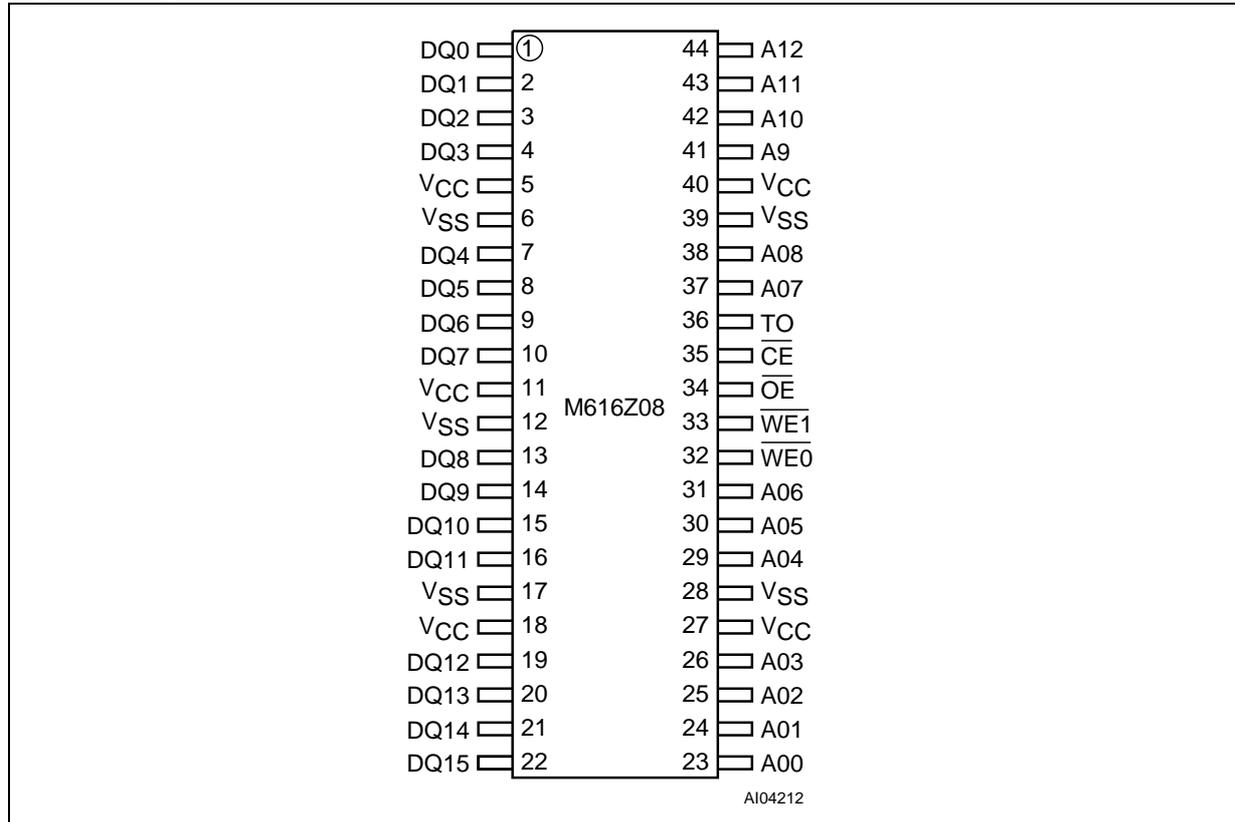 DQ0 1 44 A12
DQ1 2 43 A11
DQ2 3 42 A10
DQ3 4 41 A9
VCC 5 40 VCC
VSS 6 39 VSS
DQ4 7 38 A08
DQ5 8 37 A07
DQ6 9 36 TO
DQ7 10 35 C̅E̅
VCC 11 34 O̅E̅
M616Z08
VSS 12 33 W̅E̅1̅
DQ8 13 32 W̅E̅0̅
DQ9 14 31 A06
DQ10 15 30 A05
DQ11 16 29 A04
VSS 17 28 VSS
VCC 18 27 VCC
DQ12 19 26 A03
DQ13 20 25 A02
DQ14 21 24 A01
DQ15 22 23 A00
AI04212